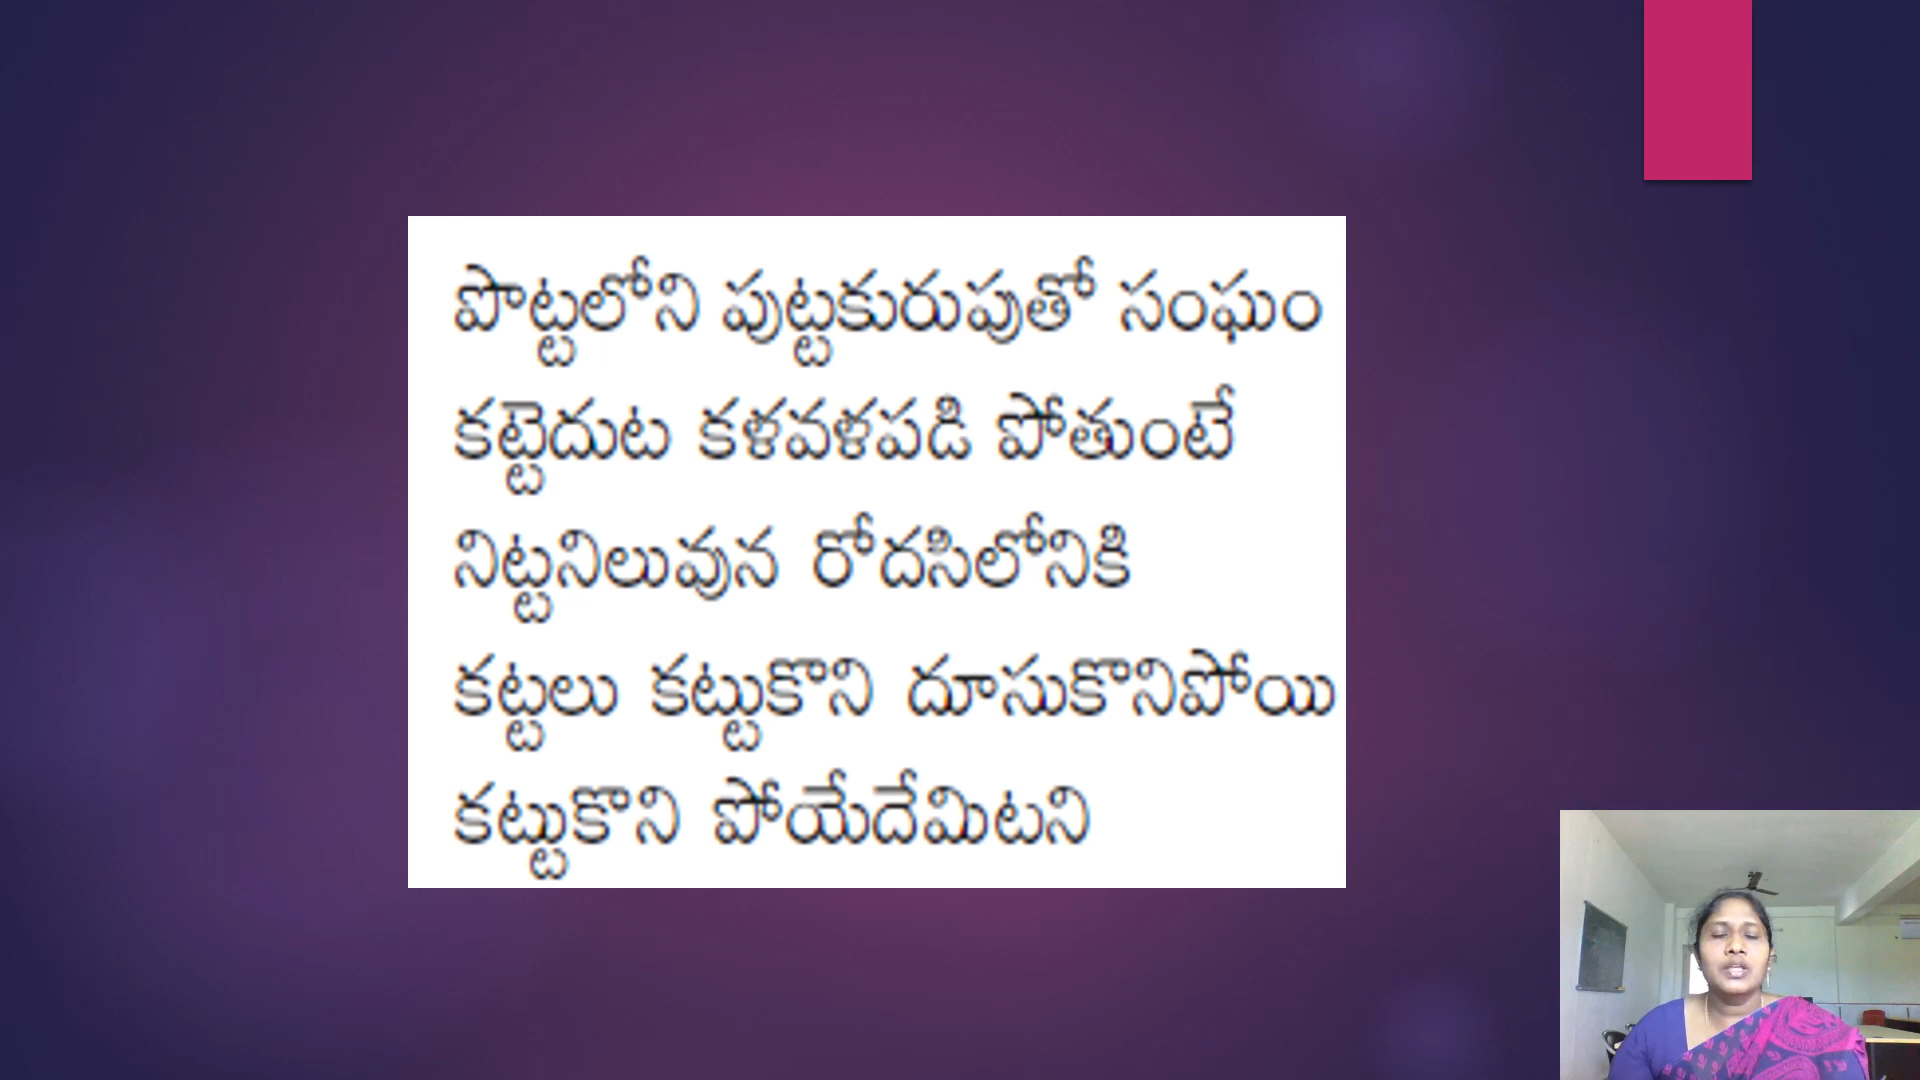 పొట్టలోని పుట్టకురుపుతో సంఘం
కట్టెదుట కళవళపడి పోతుంటే
నిట్టనిలువున రోదసిలోనికి
కట్టలు కట్టుకొని దూసుకొనిపోయి
కట్టుకొని పోయేదేమిటని